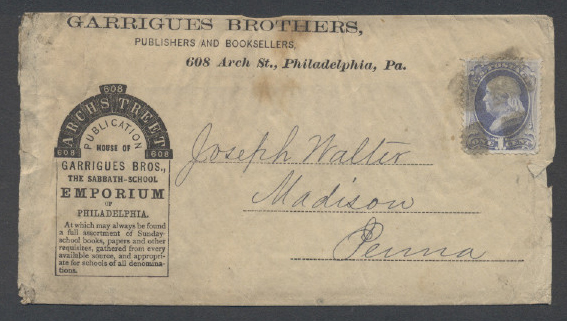 GARRIGUES BROTHERS,
PUBLISHERS AND BOOKSELLERS,
608 Arch St., Philadelphia, Pa.
608
ARCH STREET
608 608
PUBLICATION
HOUSE OF
GARRIGUES BROS.,
THE SABBATH-SCHOOL
EMPORIUM
OF
PHILADELPHIA.
At which may always be found
a full assortment of Sunday-
school books, papers and other
requisites, gathered from every
available source, and appropri-
ate for schools of all denomina-
tions.
Joseph Walter
Madison
Penna
1